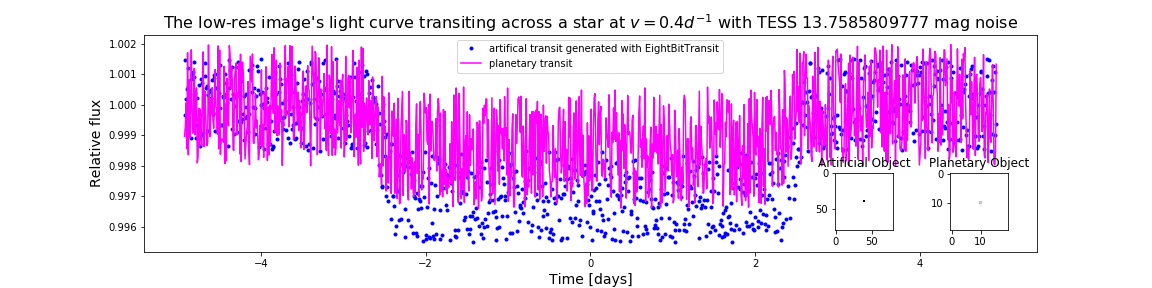 The low-res image's light curve transiting across a star at v = 0.4d⁻¹ with TESS 13.7585809777 mag noise
artifical transit generated with EightBitTransit
planetary transit
Relative flux
1.002
1.001
1.000
0.999
0.998
0.997
0.996
Artificial Object
0
50
0 50
Planetary Object
0
10
0 10
−4 −2 0 2 4
Time [days]